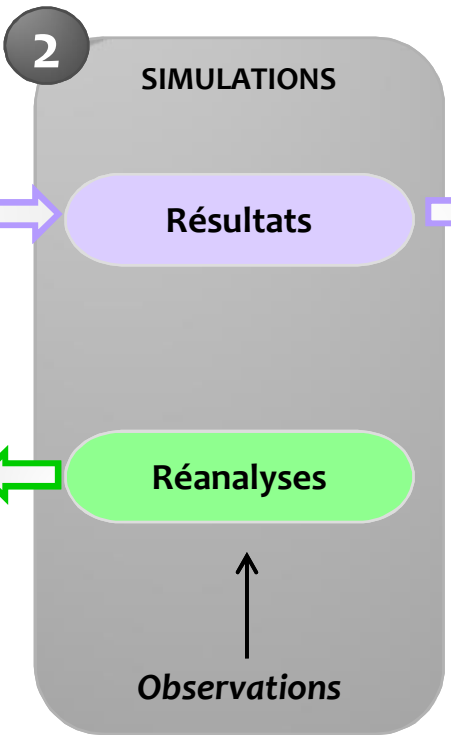 2
SIMULATIONS
Résultats
Réanalyses
Observations